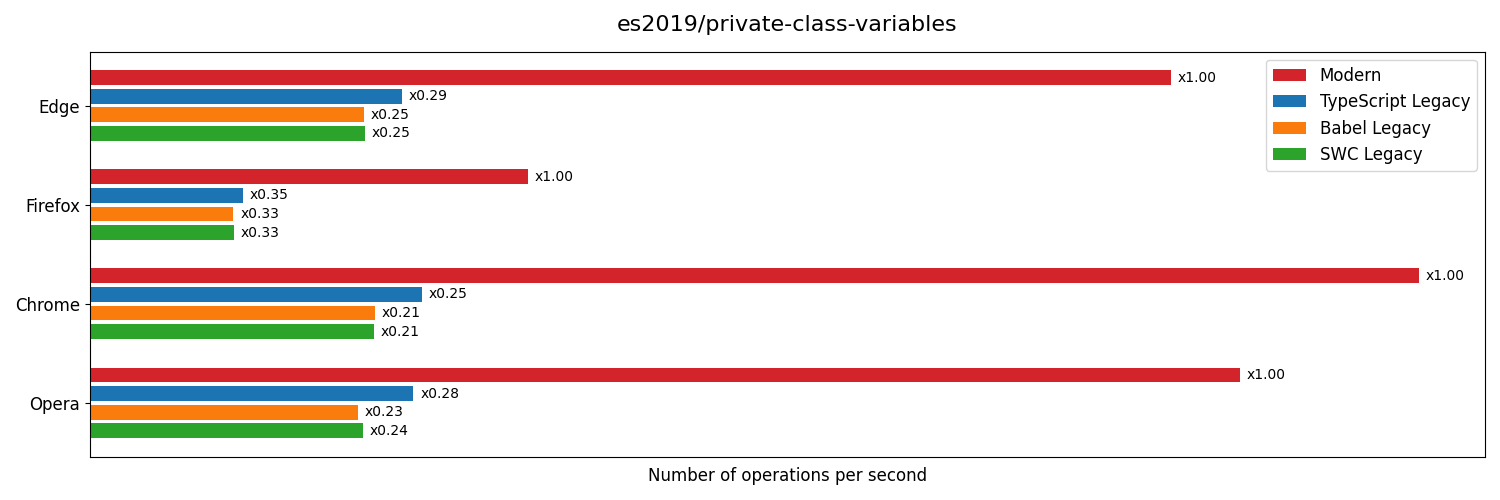 es2019/private-class-variables
Modern
TypeScript Legacy
Babel Legacy
SWC Legacy
Edge
x1.00
x0.29
x0.25
x0.25
Firefox
x1.00
x0.35
x0.33
x0.33
Chrome
x1.00
x0.25
x0.21
x0.21
Opera
x1.00
x0.28
x0.23
x0.24
Number of operations per second